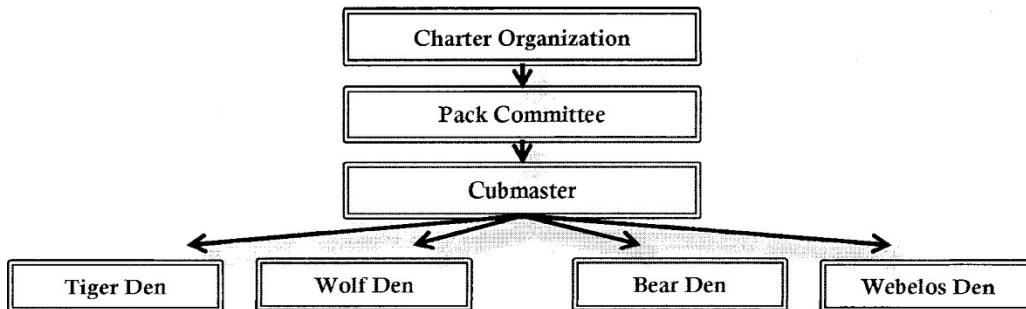 Charter Organization
Pack Committee
Cubmaster
Tiger Den
Wolf Den
Bear Den
Webelos Den